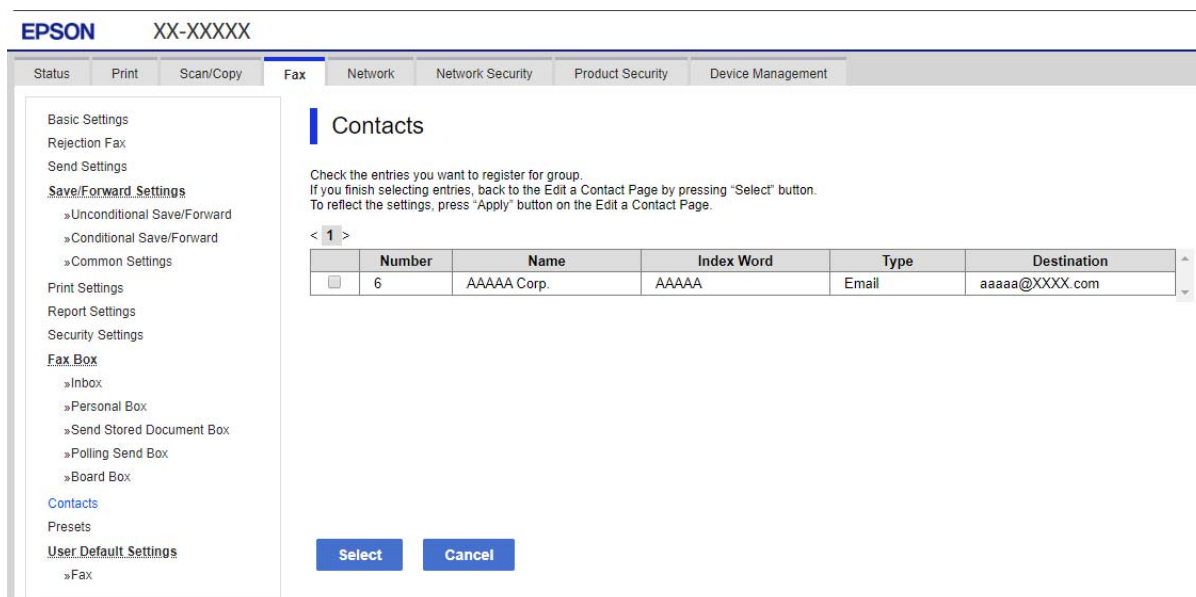 EPSON XX-XXXXX
Status Print Scan/Copy Fax Network Network Security Product Security Device Management
Basic Settings
Rejection Fax
Send Settings
Save/Forward Settings
»Unconditional Save/Forward
»Conditional Save/Forward
»Common Settings
Print Settings
Report Settings
Security Settings
Fax Box
»Inbox
»Personal Box
»Send Stored Document Box
»Polling Send Box
»Board Box
Contacts
Presets
User Default Settings
»Fax
Contacts
Check the entries you want to register for group.
If you finish selecting entries, back to the Edit a Contact Page by pressing “Select” button.
To reflect the settings, press “Apply” button on the Edit a Contact Page.
< 1 >
Number Name Index Word Type Destination
6 AAAAA Corp. AAAAA Email aaaaa@XXXX.com
Select Cancel